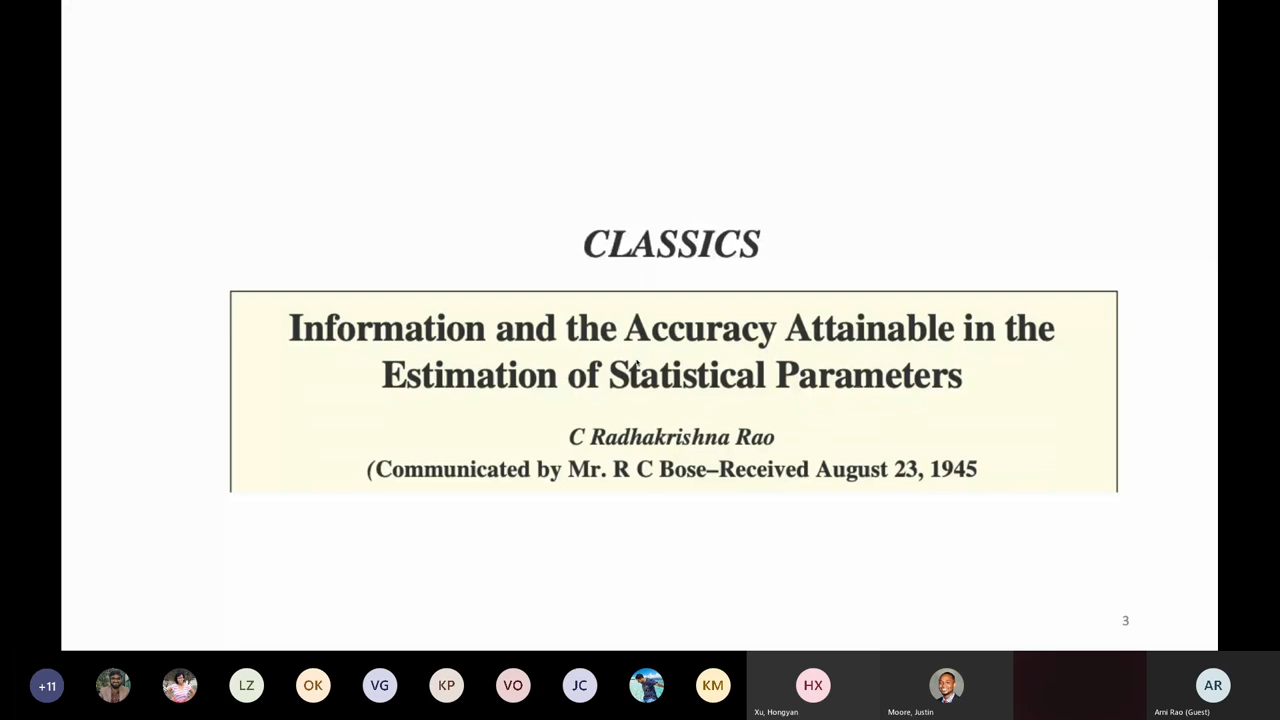 CLASSICS
Information and the Accuracy Attainable in the
Estimation of Statistical Parameters
C Radhakrishna Rao
(Communicated by Mr. R C Bose–Received August 23, 1945
3
+11
LZ
OK
VG
KP
VO
JC
KM
HX
AR
Xu, Hongyan
Moore, Justin
Arni Rao (Guest)